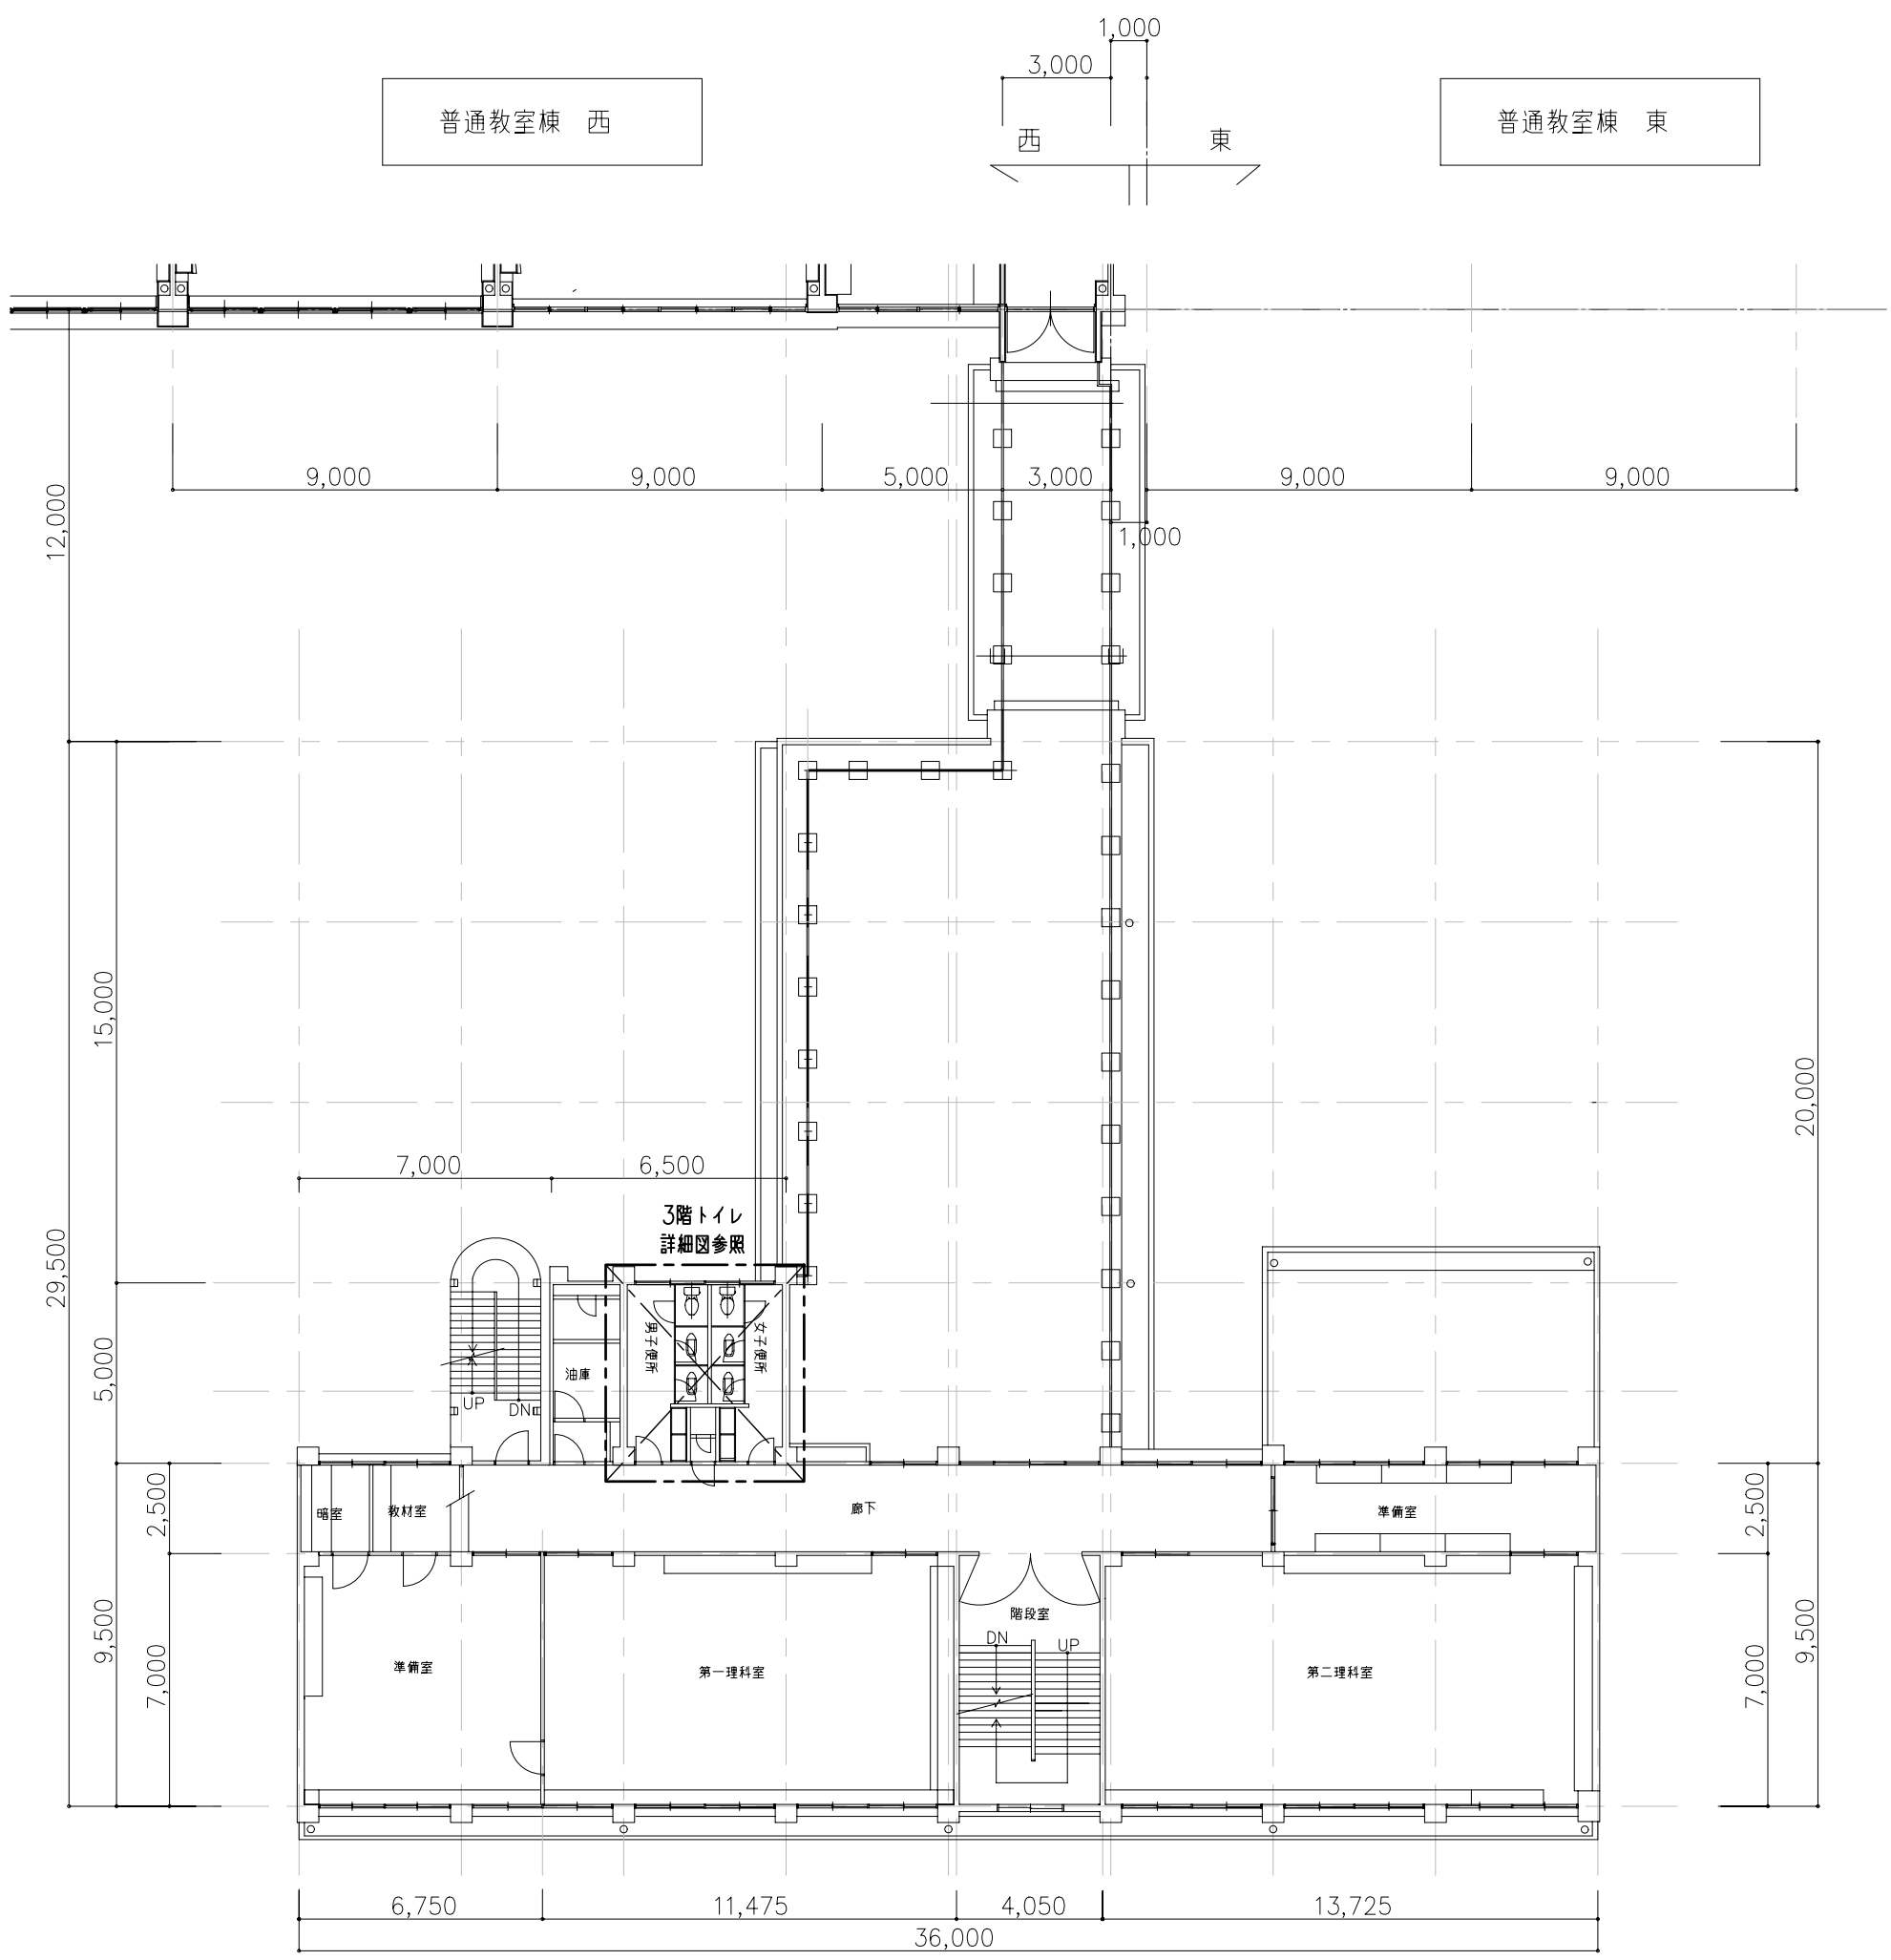 1,000
3,000
普通教室棟　西
普通教室棟　東
西
東
9,000
9,000
5,000
3,000
9,000
9,000
1,000
12,000
15,000
20,000
7,000
6,500
3階トイレ
詳細図参照
29,500
5,000
男子便所
女子便所
油庫
UP
DN
2,500
暗室
教材室
廊下
準備室
2,500
9,500
7,000
階段室
DN
UP
準備室
第一理科室
第二理科室
7,000
9,500
6,750
11,475
4,050
13,725
36,000